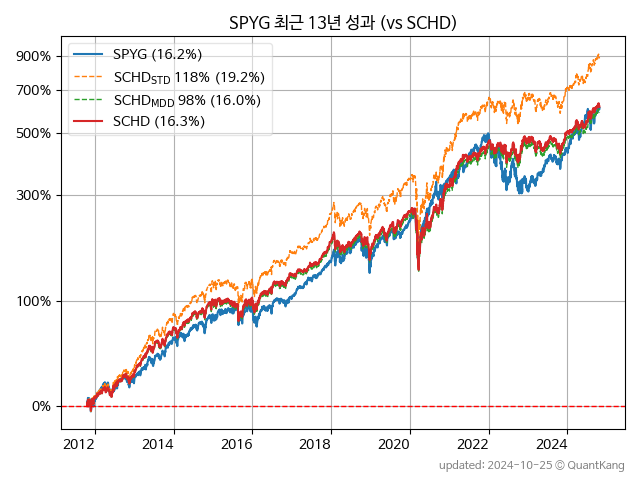 SPYG 최근 13년 성과 (vs SCHD)
SPYG (16.2%)
SCHD_STD 118% (19.2%)
SCHD_MDD 98% (16.0%)
SCHD (16.3%)
900%
700%
500%
300%
100%
0%
2012 2014 2016 2018 2020 2022 2024
updated: 2024-10-25 © QuantKang